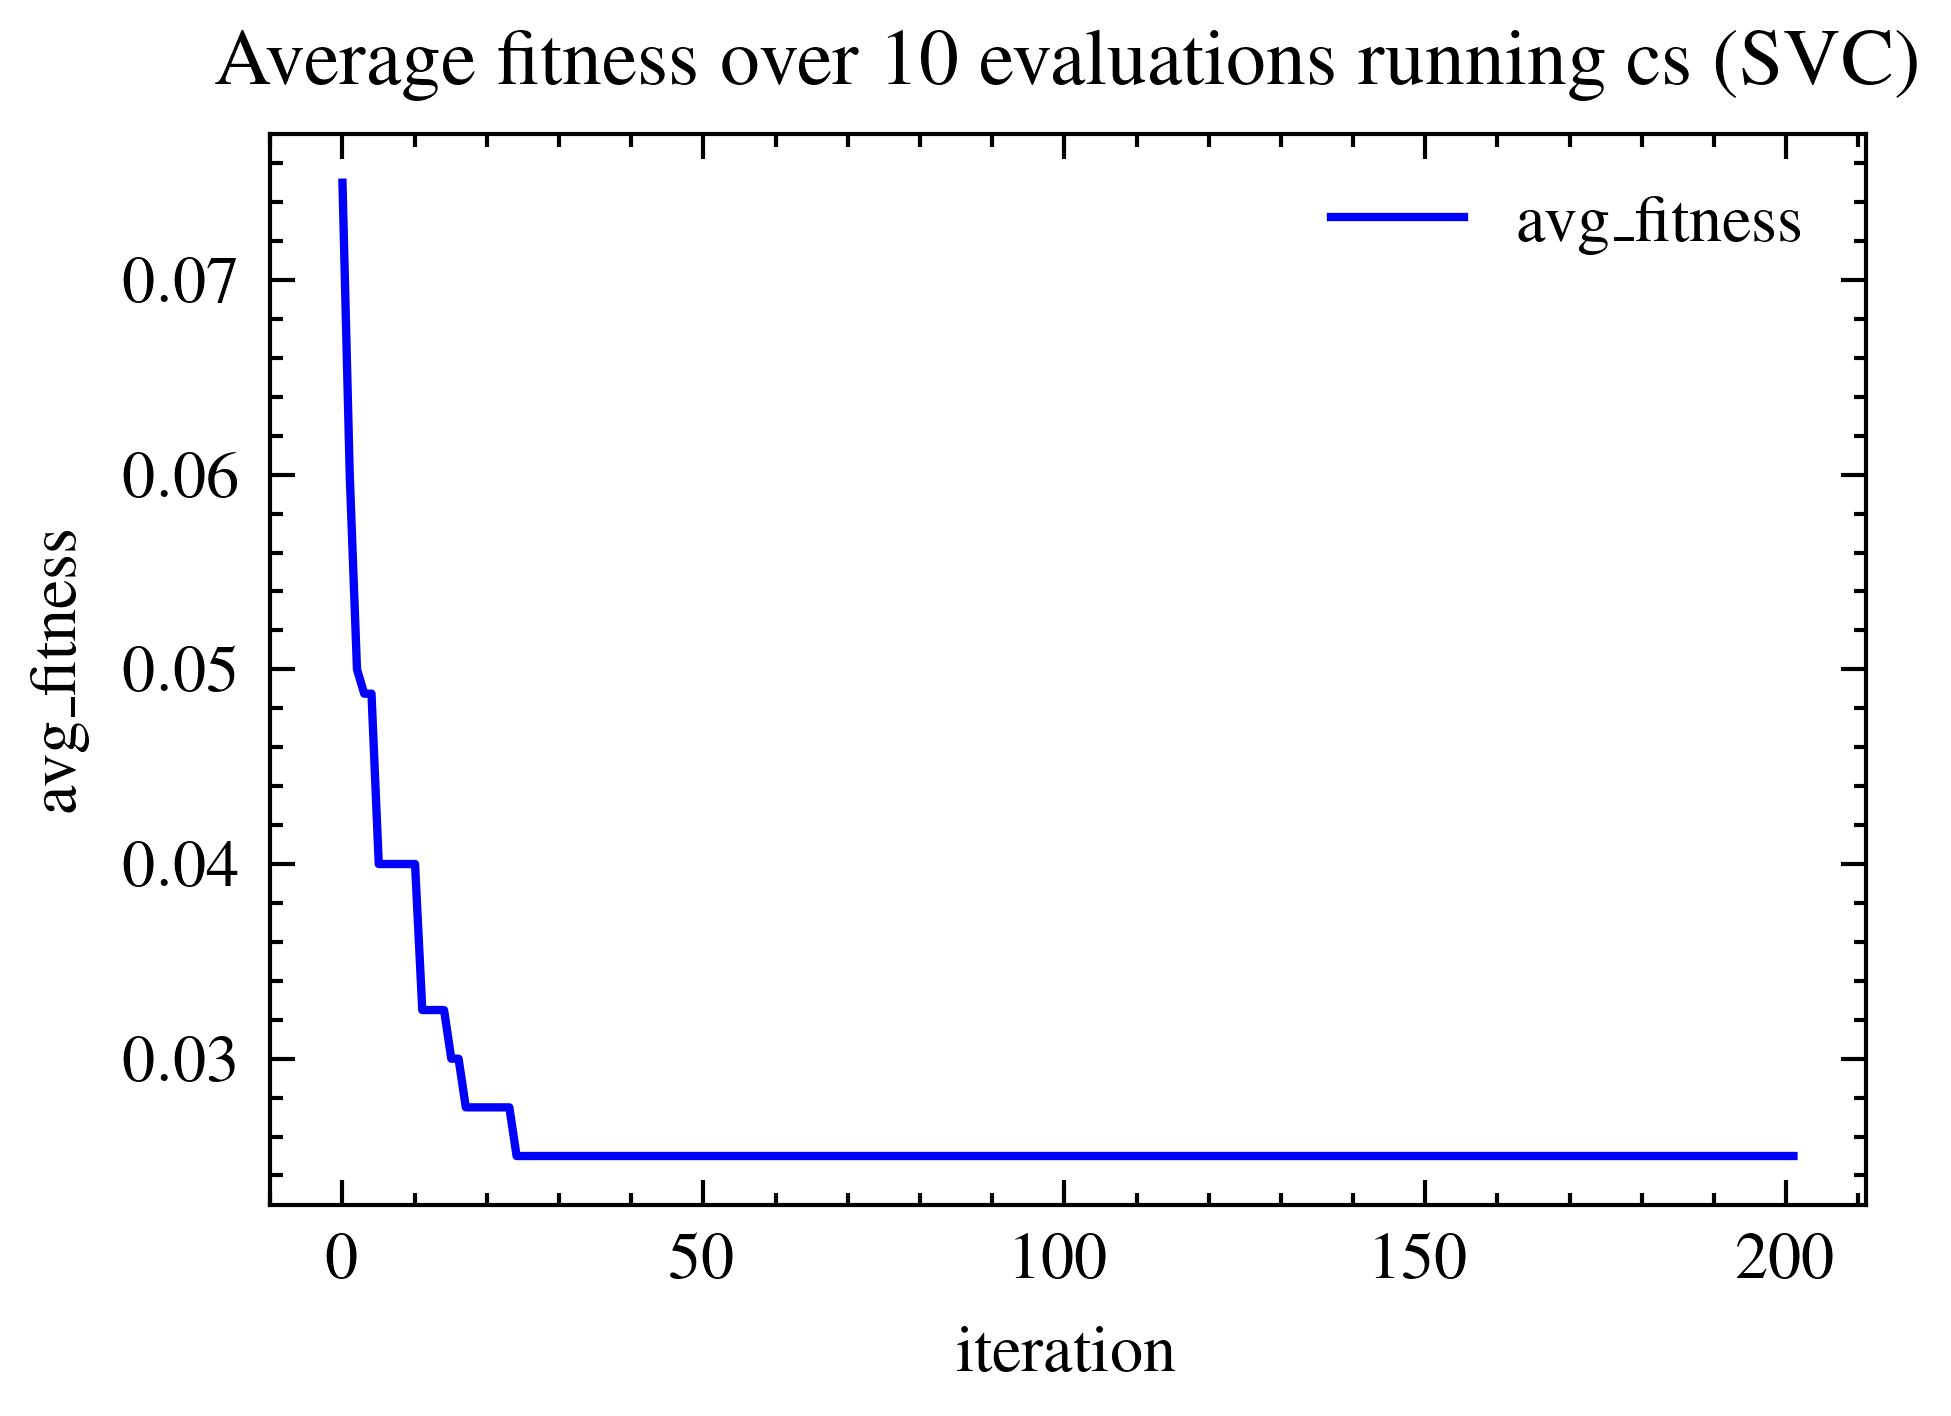 Average fitness over 10 evaluations running cs (SVC)
avg_fitness
0.07
0.06
0.05
0.04
0.03
avg_fitness
0 50 100 150 200
iteration